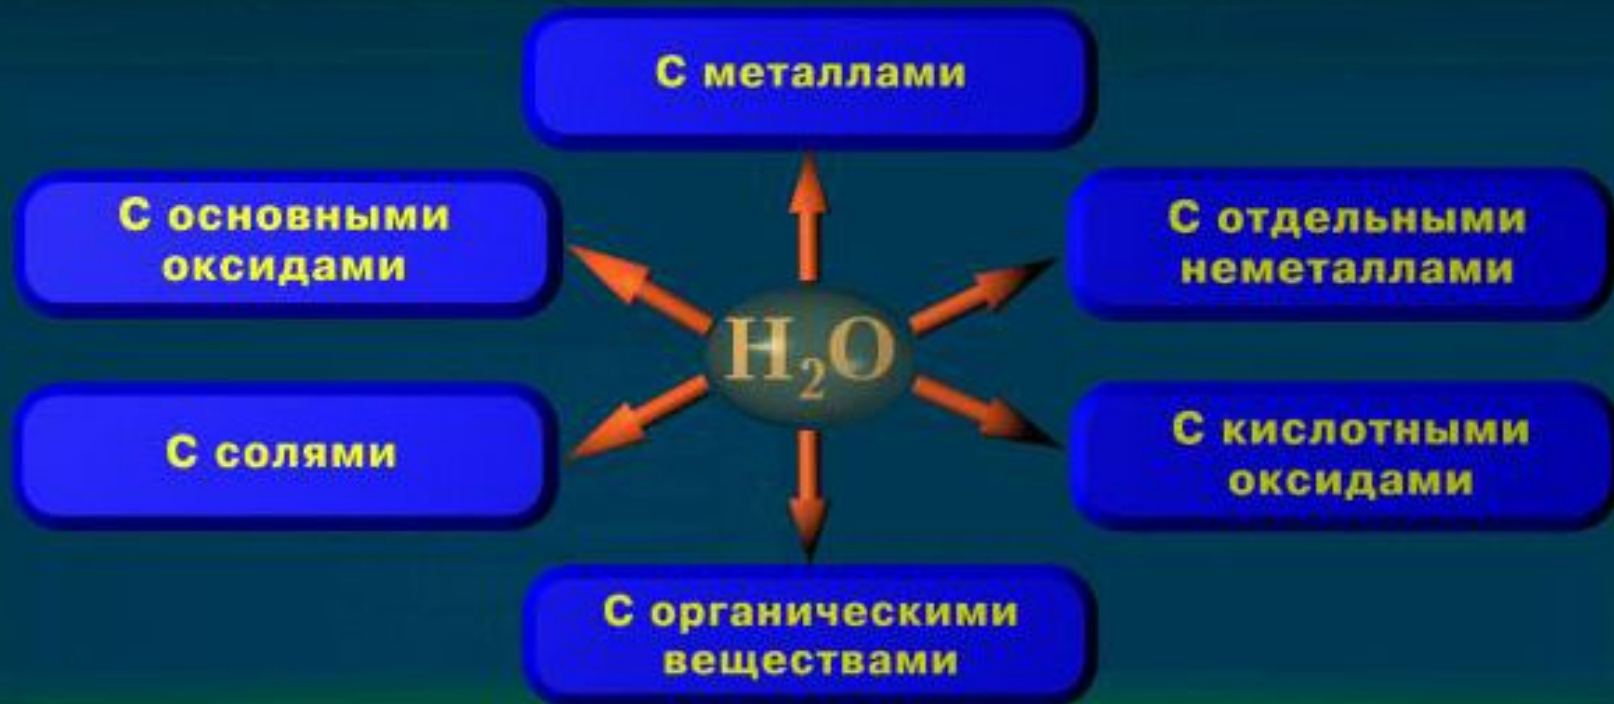 С металлами
С основными
оксидами
С отдельными
неметаллами
H₂O
С солями
С кислотными
оксидами
С органическими
веществами